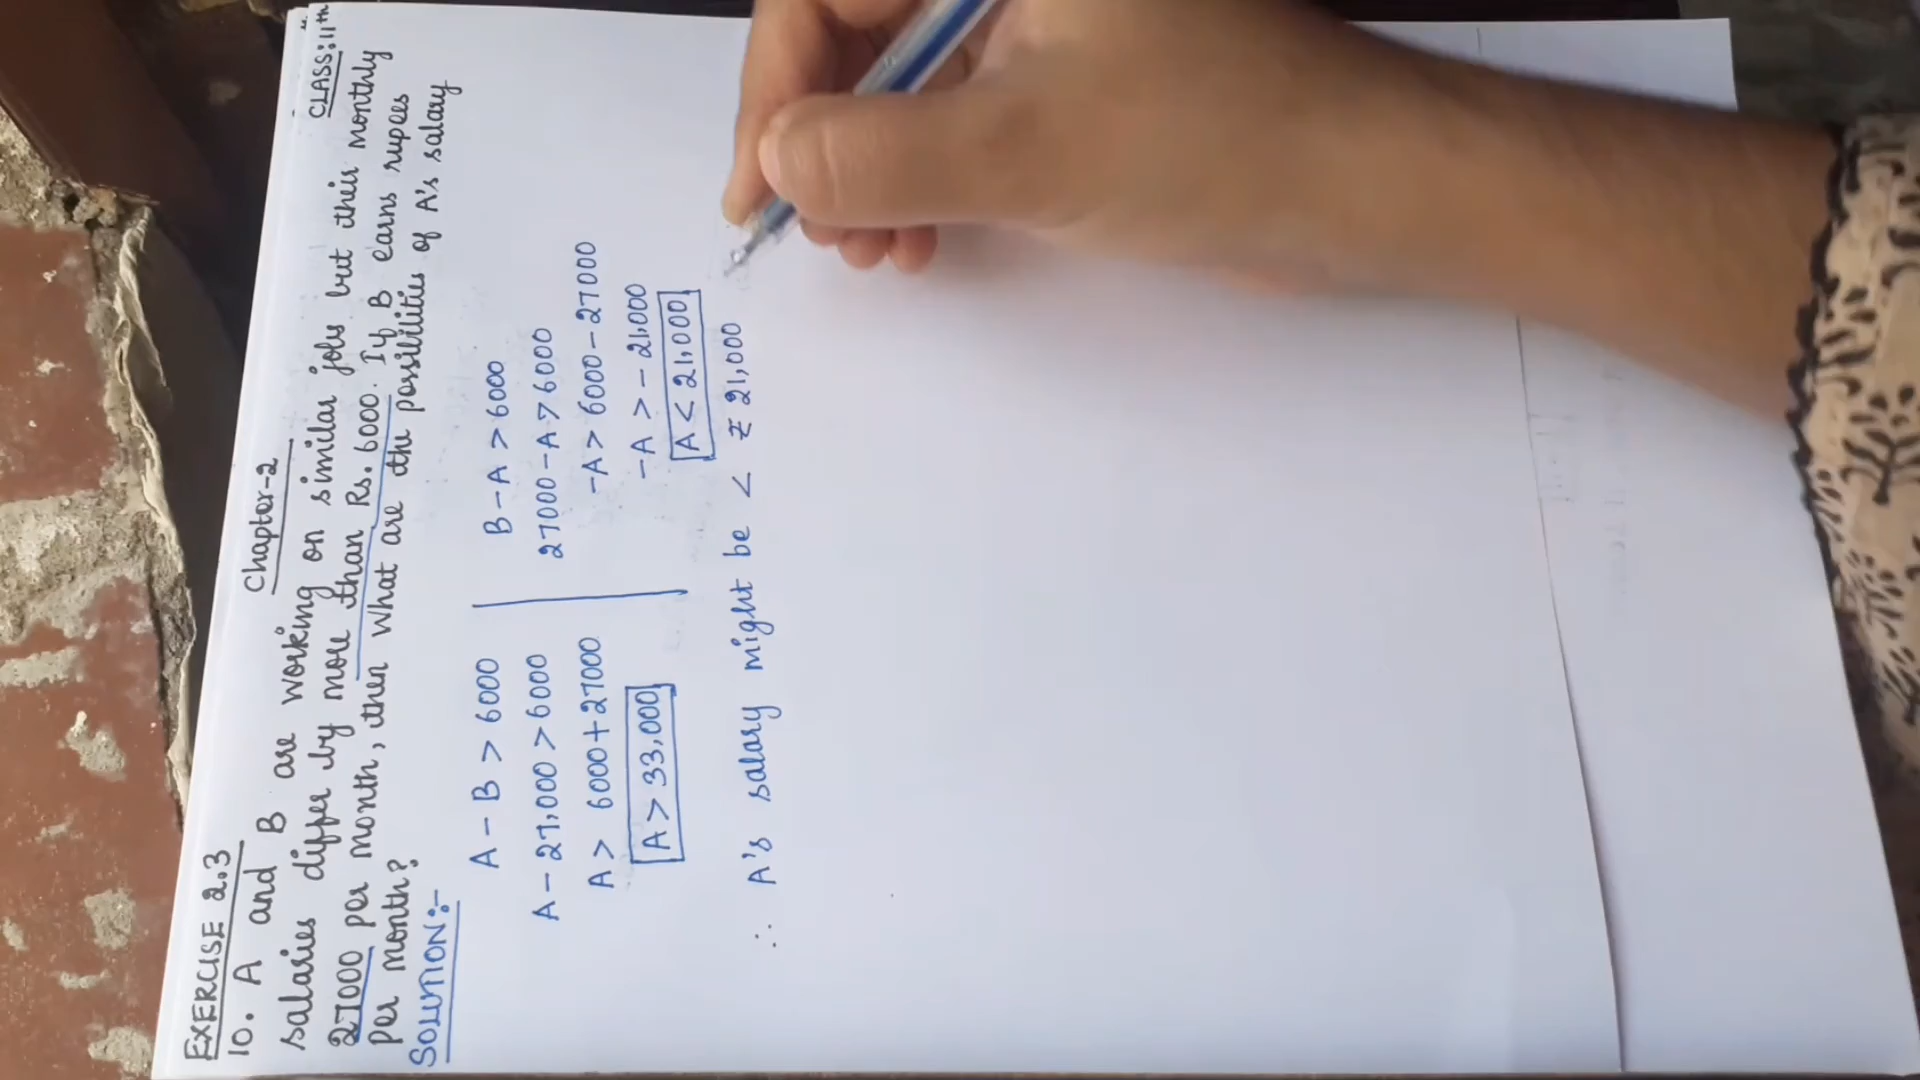 CLASS:11th
Chapter-2
EXERCISE 2.3
10. A and B are working on similar jobs but their monthly
salaries differ by more than Rs. 6000. If B earns rupees
27000 per month, then what are the possibilities of A's salary
per month?
SOLUTION:-
A - B > 6000
A - 27,000 > 6000
A > 6000+27000
A > 33,000
B - A > 6000
27000 - A > 6000
-A > 6000 - 27000
-A > - 21,000
A < 21,000
∴ A's salary might be < ₹ 21,000